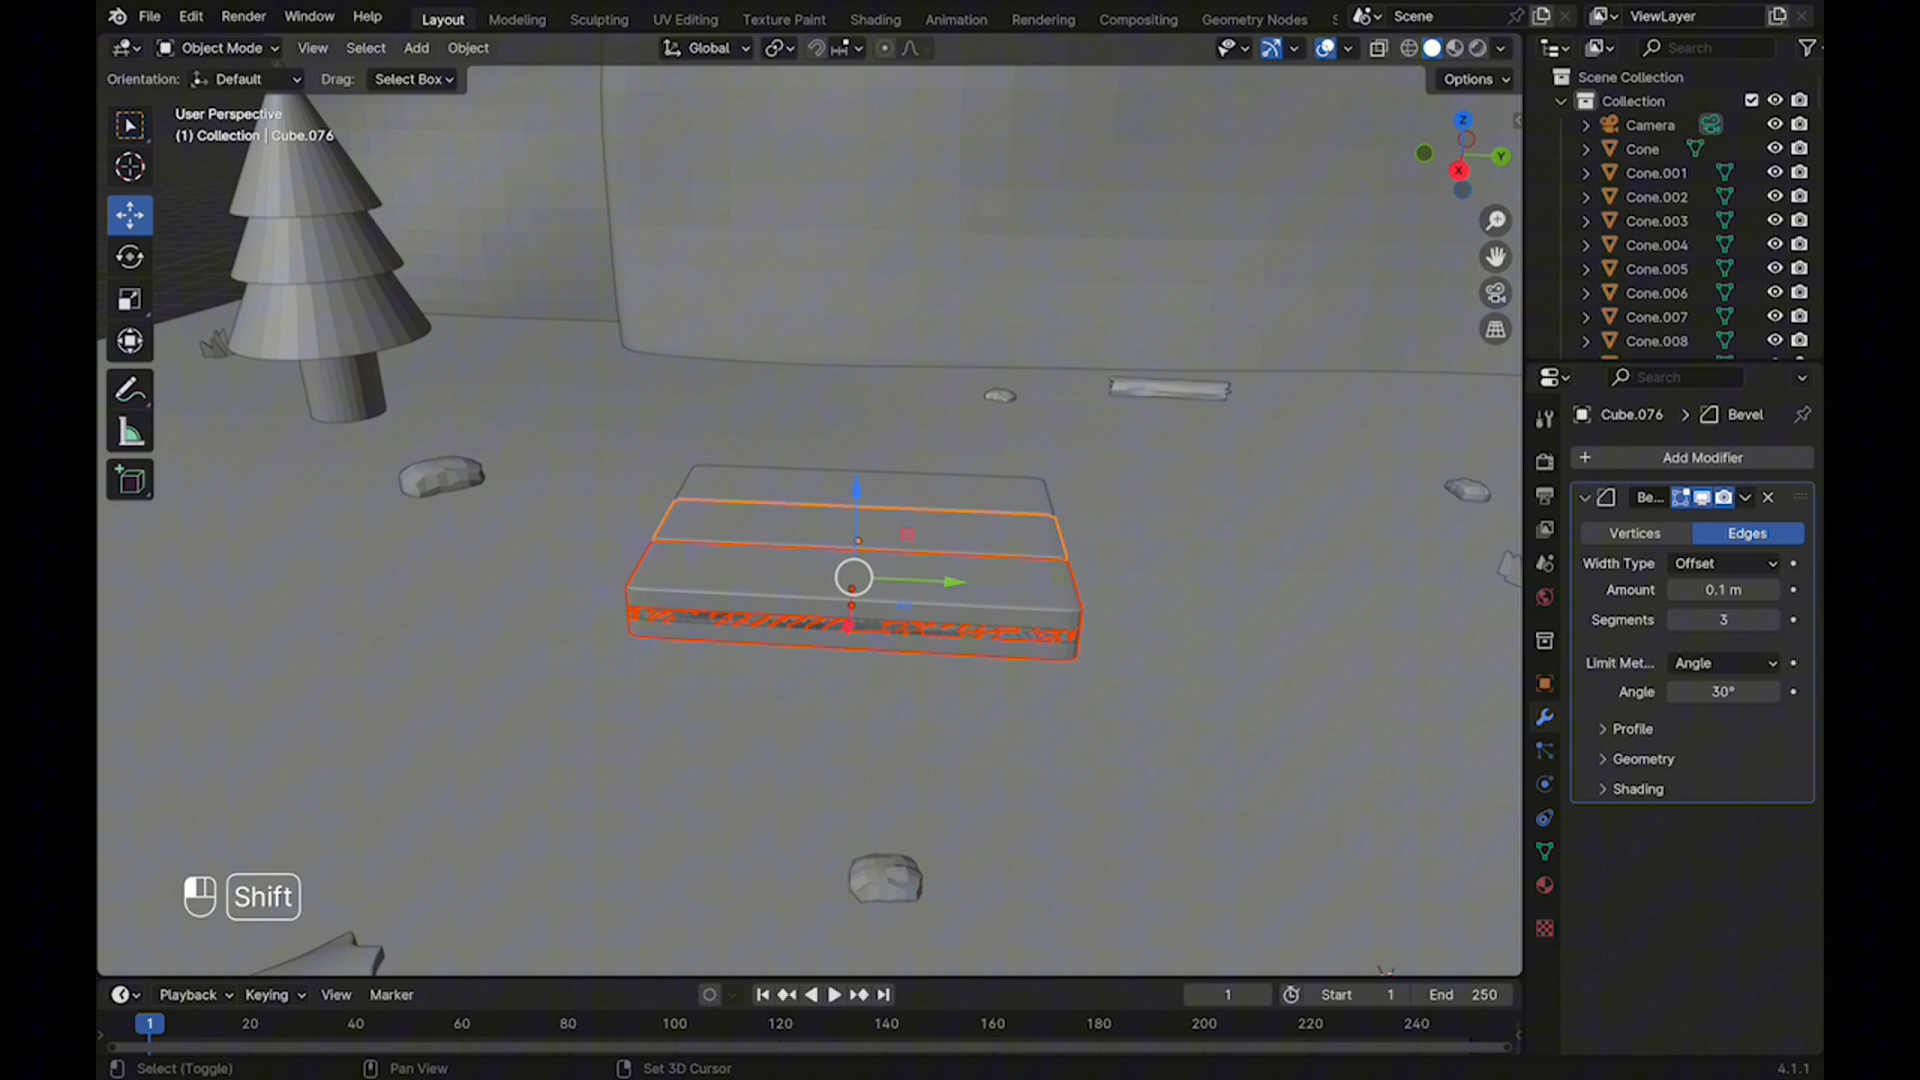 File Edit Render Window Help Layout Modeling Sculpting UV Editing Texture Paint Shading Animation Rendering Compositing Geometry Nodes Scene ViewLayer
Object Mode View Select Add Object Global Search
Orientation: Default Drag: Select Box Options
User Perspective
(1) Collection | Cube.076
Z
Y
X
Scene Collection
Collection
Camera
Cone
Cone.001
Cone.002
Cone.003
Cone.004
Cone.005
Cone.006
Cone.007
Cone.008
Search
Cube.076 Bevel
Add Modifier
Be...
Vertices Edges
Width Type Offset
Amount 0.1 m
Segments 3
Limit Met... Angle
Angle 30°
Profile
Geometry
Shading
Shift
Playback Keying View Marker 1 Start 1 End 250
1 20 40 60 80 100 120 140 160 180 200 220 240
Select (Toggle) Pan View Set 3D Cursor 4.1.1